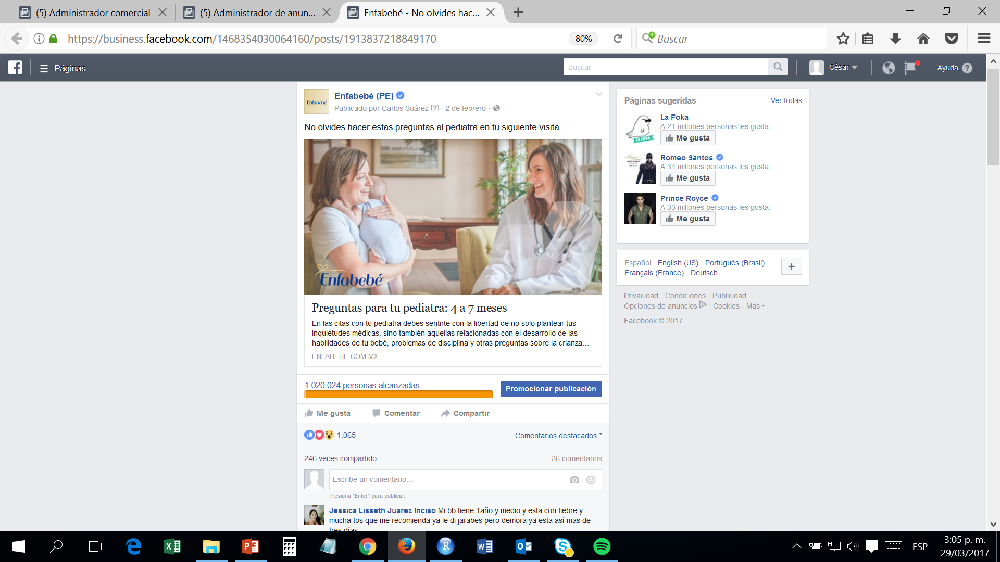 (5) Administrador comercial
(5) Administrador de anun...
Enfabebé - No olvides hac...
https://business.facebook.com/1468354030064160/posts/1913837218849170
80%
Buscar
Páginas
Buscar
César
Ayuda
Enfabebé
Enfabebé (PE)
Publicado por Carlos Suárez [?] · 2 de febrero ·
No olvides hacer estas preguntas al pediatra en tu siguiente visita.
Enfabebé
Preguntas para tu pediatra: 4 a 7 meses
En las citas con tu pediatra debes sentirte con la libertad de no solo plantear tus
inquietudes médicas, sino también aquellas relacionadas con el desarrollo de las
habilidades de tu bebé, problemas de disciplina y otras preguntas sobre la crianza...
ENFABEBE.COM.MX
1.020.024 personas alcanzadas
Promocionar publicación
Me gusta
Comentar
Compartir
1.065
Comentarios destacados
246 veces compartido
36 comentarios
Escribe un comentario...
Presiona "Enter" para publicar.
Jessica Lisseth Juarez Inciso Mi bb tiene 1año y medio y esta con fiebre y
mucha tos que me recomienda ya le di jarabes pero demora ya esta así mas de
tres días
Páginas sugeridas
Ver todas
La Foka
A 21 millones personas les gusta.
Me gusta
LA FOKA
Romeo Santos
A 34 millones personas les gusta.
Me gusta
Prince Royce
A 33 millones personas les gusta.
Me gusta
Español · English (US) · Português (Brasil) ·
Français (France) · Deutsch
Privacidad · Condiciones · Publicidad ·
Opciones de anuncios · Cookies · Más
Facebook © 2017
ESP
3:05 p. m.
29/03/2017